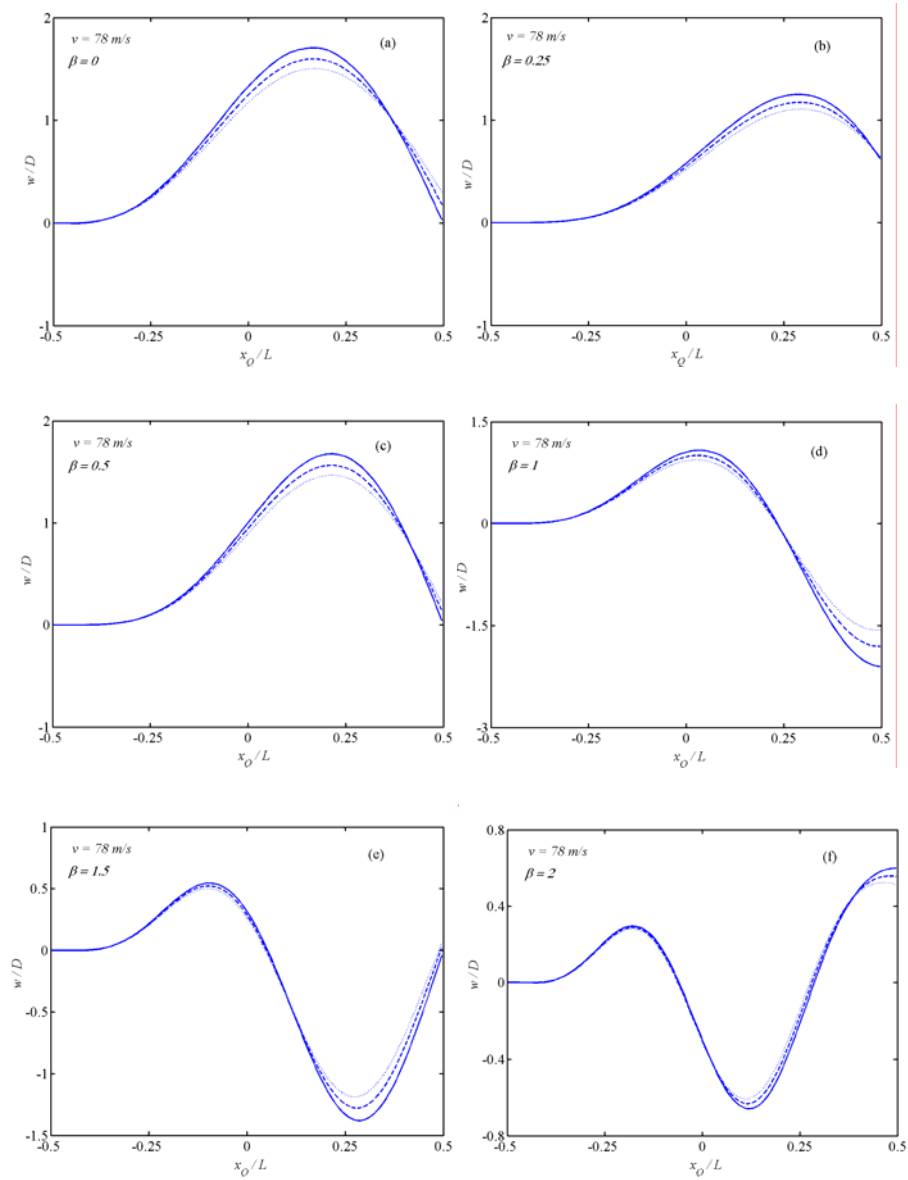 2
v = 78 m/s
(a)
β = 0
1
w/D
0
-1
-0.5
-0.25
0
0.25
0.5
x_Q/L
2
v = 78 m/s
(b)
β = 0.25
1
w/D
0
-1
-0.5
-0.25
0
0.25
0.5
x_Q/L
2
v = 78 m/s
(c)
β = 0.5
1
w/D
0
-1
-0.5
-0.25
0
0.25
0.5
x_Q/L
1.5
v = 78 m/s
(d)
β = 1
0
w/D
-1.5
-3
-0.5
-0.25
0
0.25
0.5
x_Q/L
1
v = 78 m/s
(e)
β = 1.5
0.5
0
w/D
-0.5
-1
-1.5
-0.5
-0.25
0
0.25
0.5
x_Q/L
0.8
v = 78 m/s
(f)
β = 2
0.4
w/D
0
-0.4
-0.8
-0.5
-0.25
0
0.25
0.5
x_Q/L